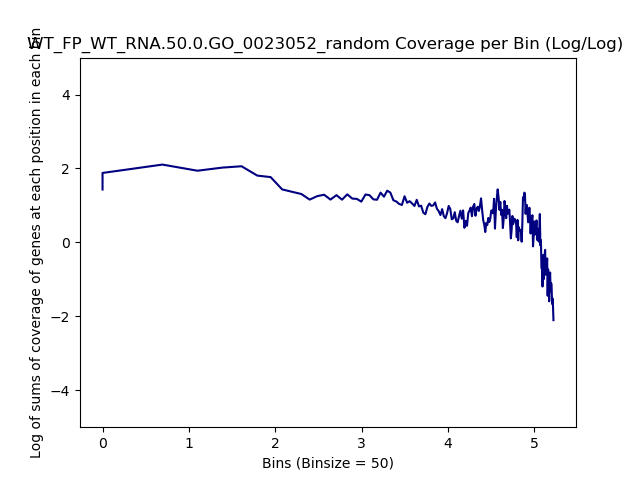 WT_FP_WT_RNA.50.0.GO_0023052_random Coverage per Bin (Log/Log)
Log of sums of coverage of genes at each position in each bin
4
2
0
−2
−4
0 1 2 3 4 5
Bins (Binsize = 50)